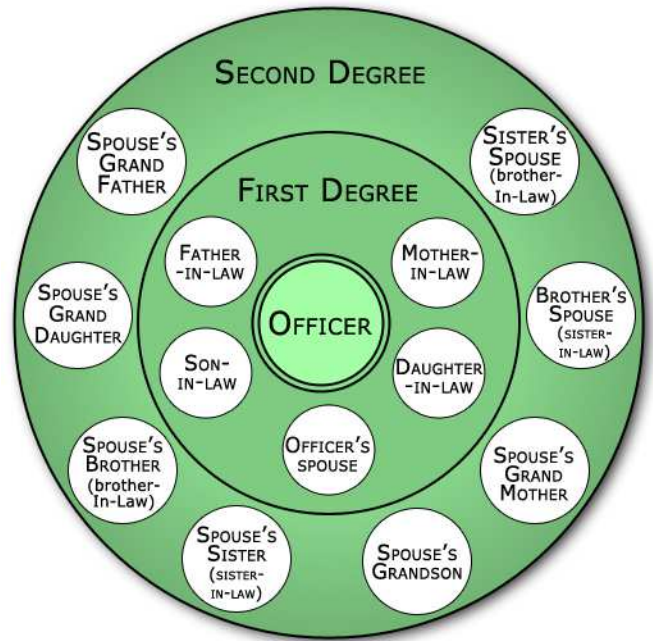 SECOND DEGREE
SPOUSE'S
GRAND
FATHER
SISTER'S
SPOUSE
(brother-
In-Law)
FIRST DEGREE
FATHER
-IN-LAW
MOTHER-
IN-LAW
SPOUSE'S
GRAND
DAUGHTER
OFFICER
BROTHER'S
SPOUSE
(SISTER-
IN-LAW)
SON-
IN-LAW
DAUGHTER
-IN-LAW
SPOUSE'S
BROTHER
(brother-
In-Law)
OFFICER'S
SPOUSE
SPOUSE'S
GRAND
MOTHER
SPOUSE'S
SISTER
(SISTER-
IN-LAW)
SPOUSE'S
GRANDSON